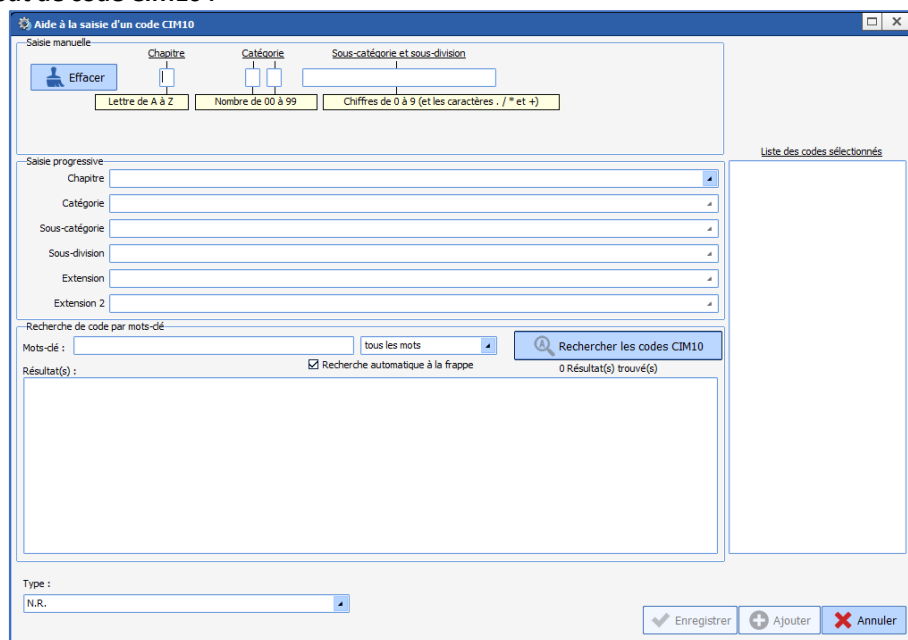 Aide à la saisie d'un code CIM10
Saisie manuelle
Chapitre Catégorie Sous-catégorie et sous-division
Effacer
Lettre de A à Z Nombre de 00 à 99 Chiffres de 0 à 9 (et les caractères . / * et +)
Liste des codes sélectionnés
Saisie progressive
Chapitre
Catégorie
Sous-catégorie
Sous-division
Extension
Extension 2
Recherche de code par mots-clé
Mots-clé : tous les mots Rechercher les codes CIM10
Résultat(s) : Recherche automatique à la frappe 0 Résultat(s) trouvé(s)
Type :
N.R.
Enregistrer Ajouter Annuler